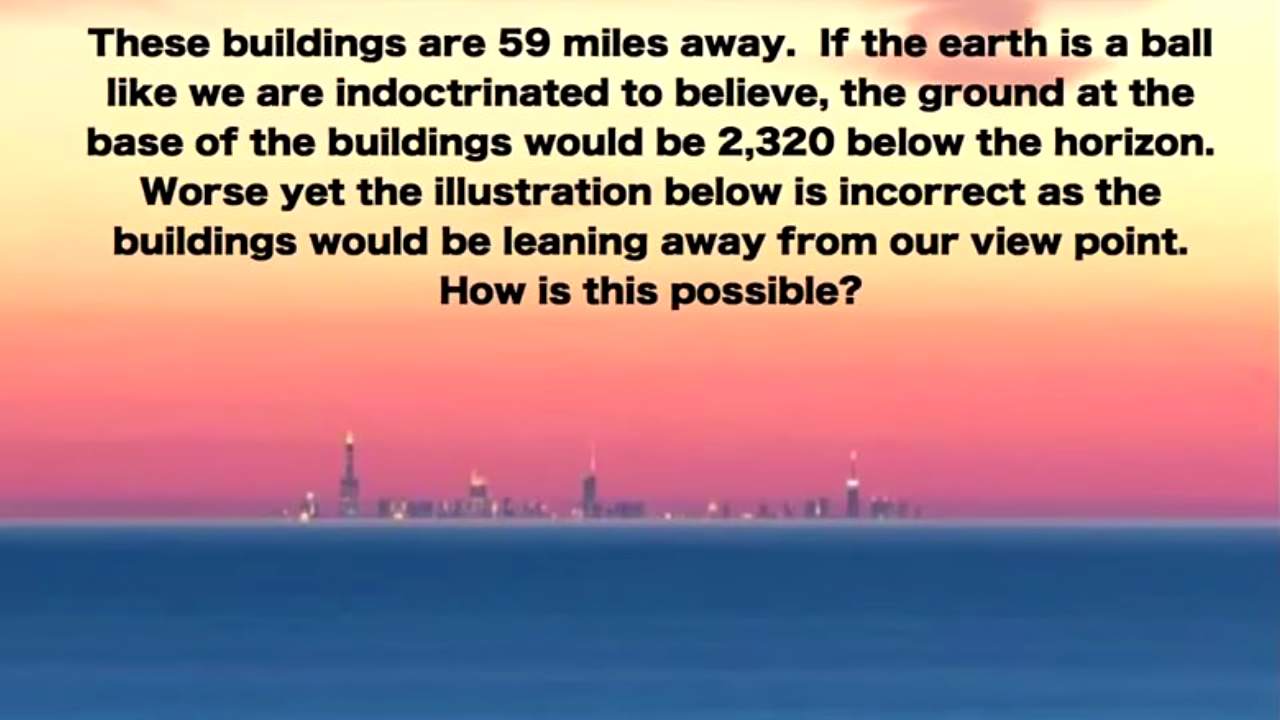 These buildings are 59 miles away. If the earth is a ball
like we are indoctrinated to believe, the ground at the
base of the buildings would be 2,320 below the horizon.
Worse yet the illustration below is incorrect as the
buildings would be leaning away from our view point.
How is this possible?